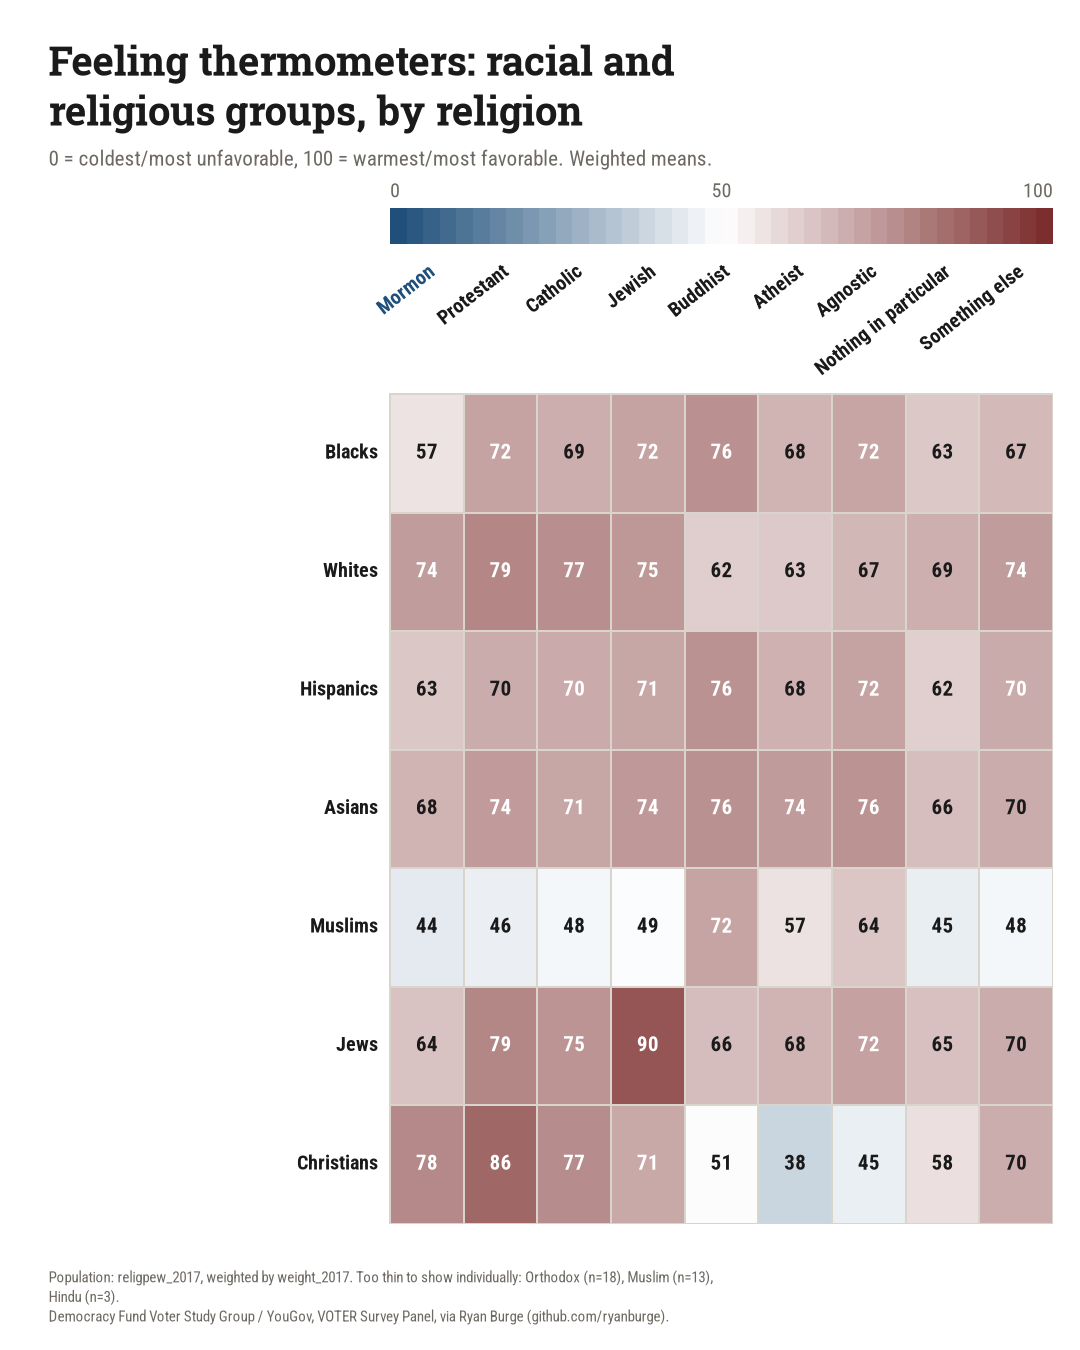 Feeling thermometers: racial and
religious groups, by religion
0 = coldest/most unfavorable, 100 = warmest/most favorable. Weighted means.
0 50 100
Mormon Protestant Catholic Jewish Buddhist Atheist Agnostic Nothing in particular Something else
Blacks 57 72 69 72 76 68 72 63 67
Whites 74 79 77 75 62 63 67 69 74
Hispanics 63 70 70 71 76 68 72 62 70
Asians 68 74 71 74 76 74 76 66 70
Muslims 44 46 48 49 72 57 64 45 48
Jews 64 79 75 90 66 68 72 65 70
Christians 78 86 77 71 51 38 45 58 70
Population: religpew_2017, weighted by weight_2017. Too thin to show individually: Orthodox (n=18), Muslim (n=13),
Hindu (n=3).
Democracy Fund Voter Study Group / YouGov, VOTER Survey Panel, via Ryan Burge (github.com/ryanburge).